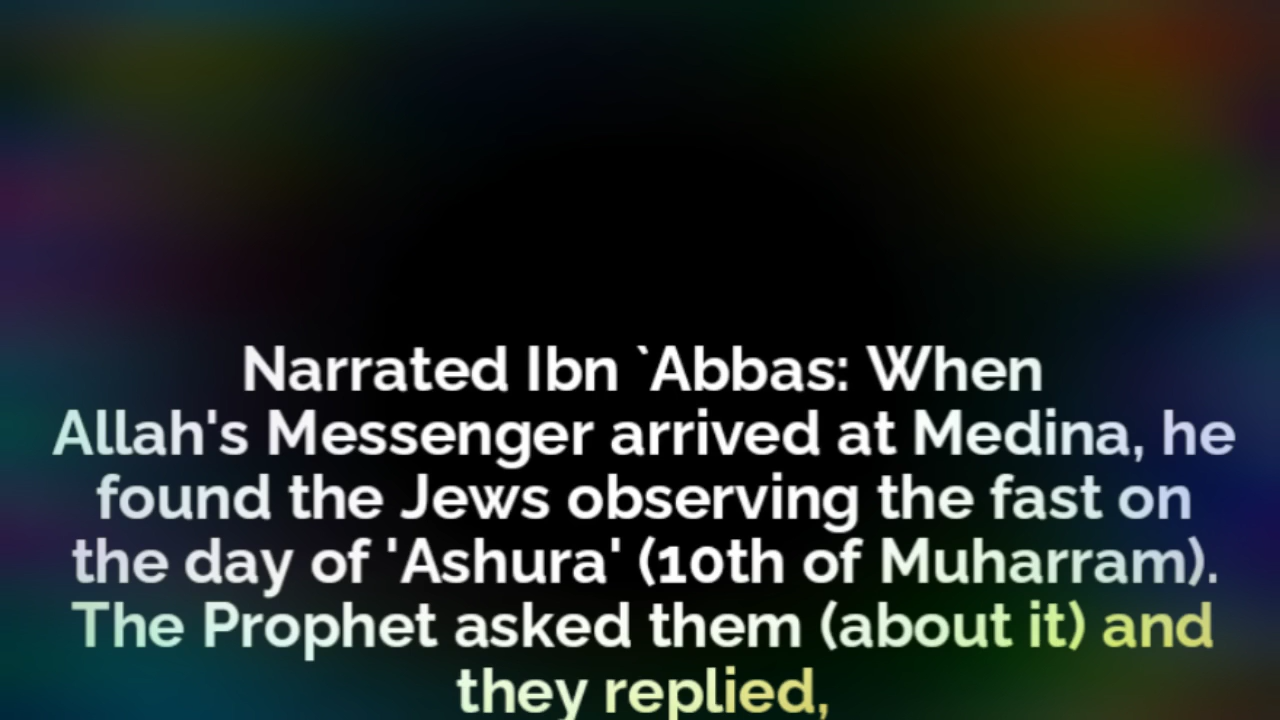 Narrated Ibn `Abbas: When
Allah's Messenger arrived at Medina, he
found the Jews observing the fast on
the day of 'Ashura' (10th of Muharram).
The Prophet asked them (about it) and
they replied,